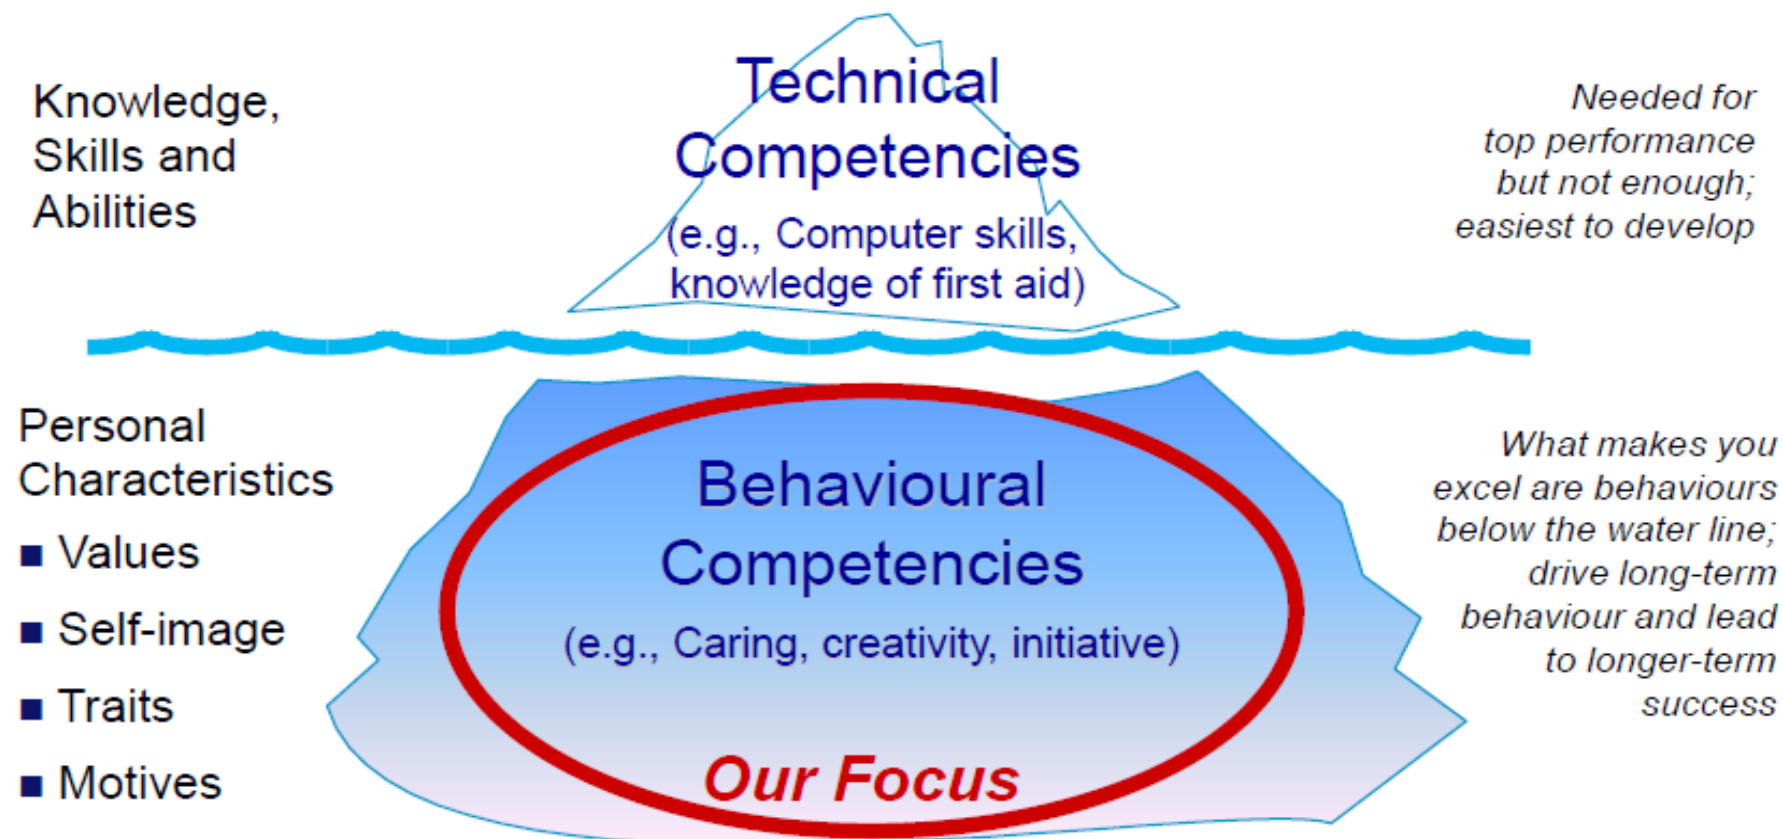 Knowledge,
Skills and
Abilities
Technical
Competencies
(e.g., Computer skills,
knowledge of first aid)
Needed for
top performance
but not enough;
easiest to develop
Personal
Characteristics
■ Values
■ Self-image
■ Traits
■ Motives
Behavioural
Competencies
(e.g., Caring, creativity, initiative)
Our Focus
What makes you
excel are behaviours
below the water line;
drive long-term
behaviour and lead
to longer-term
success